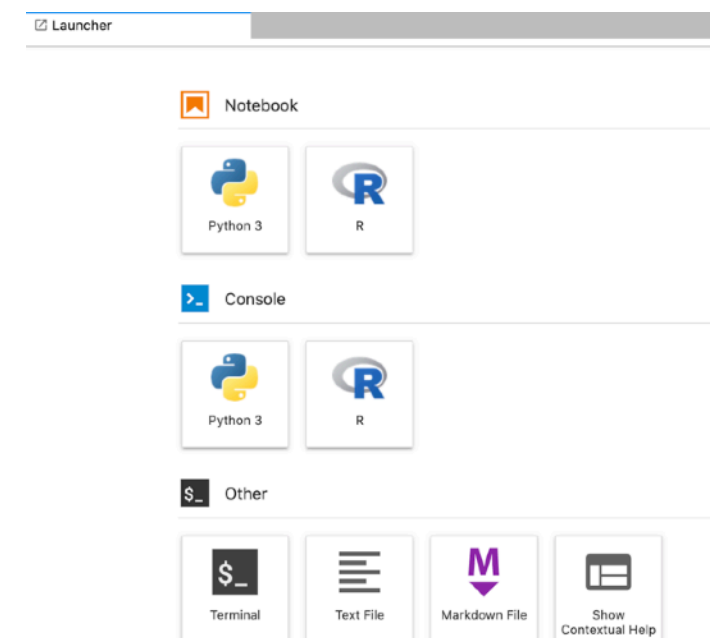 Launcher
Notebook
Python 3
R
Console
Python 3
R
$_ Other
$_
M
Terminal
Text File
Markdown File
Show
Contextual Help